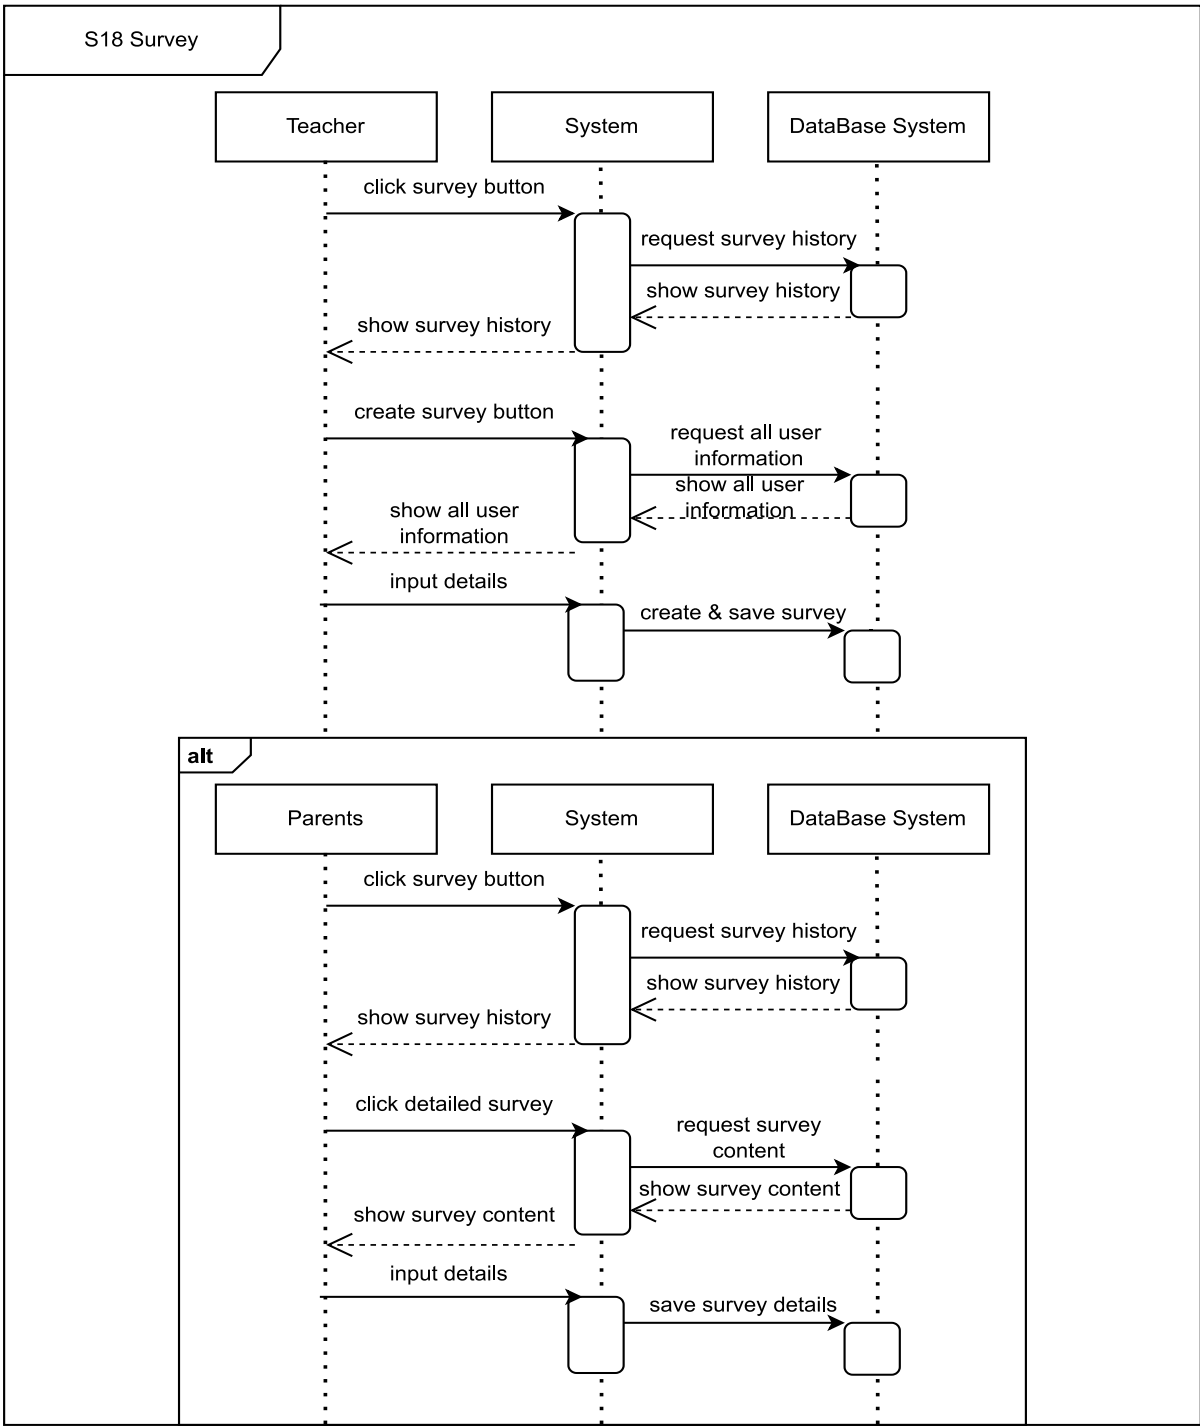 S18 Survey
Teacher
System
DataBase System
click survey button
request survey history
show survey history
show survey history
create survey button
request all user
information
show all user
information
show all user
information
input details
create & save survey
alt
Parents
System
DataBase System
click survey button
request survey history
show survey history
show survey history
click detailed survey
request survey
content
show survey content
show survey content
input details
save survey details